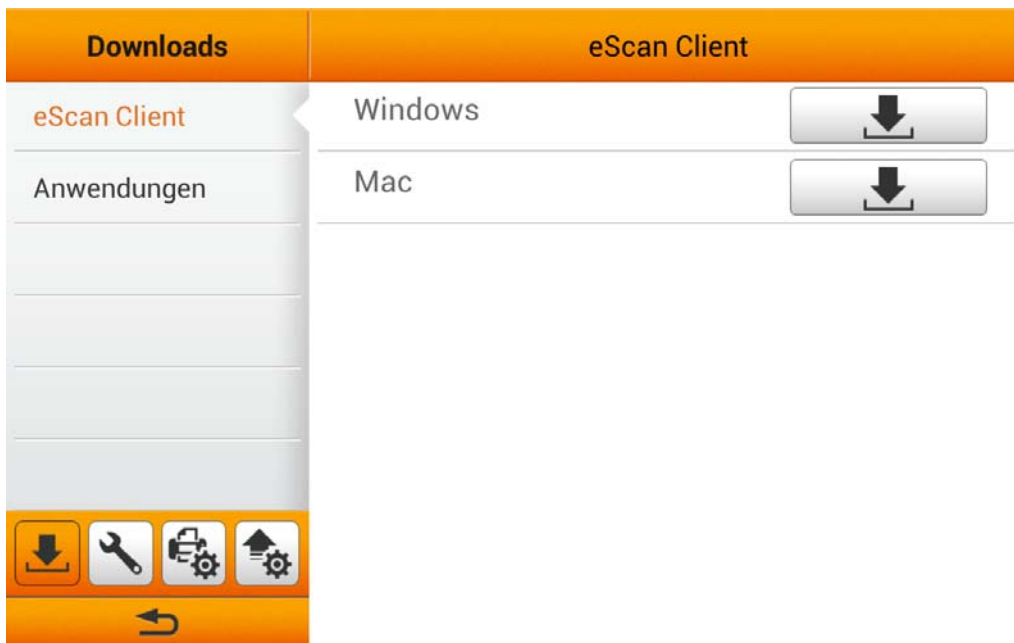 Downloads
eScan Client
eScan Client
Anwendungen
Windows
Mac